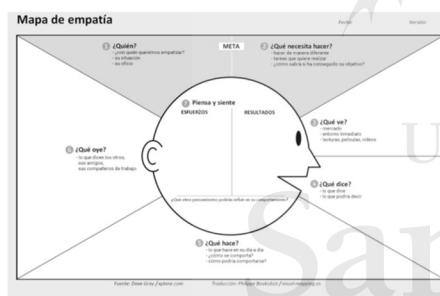 Mapa de empatía
Fecha:
Versión:
1 ¿Quién?
- ¿con quién queremos empatizar?
- su situación
- su oficio
META
2 ¿Qué necesita hacer?
- hacer de manera diferente
- tareas que quiere realizar
- ¿cómo sabría si ha conseguido su objetivo?
7 Piensa y siente
ESFUERZOS
RESULTADOS
3 ¿Qué ve?
- mercado
- entorno inmediato
- lecturas, películas, vídeos
6 ¿Qué oye?
- lo que dicen los otros,
sus amigos,
sus compañeros de trabajo
4 ¿Qué dice?
- lo que dice
- lo que podría decir
¿Qué otros pensamientos podrían influir en su comportamiento?
5 ¿Qué hace?
- lo que hace en su día a día
- ¿cómo se comporta?
- cómo podría comportarse?
Fuente: Dave Gray / xplane.com
Traducción: Philippe Boukobza / visualmapping.es
U
San